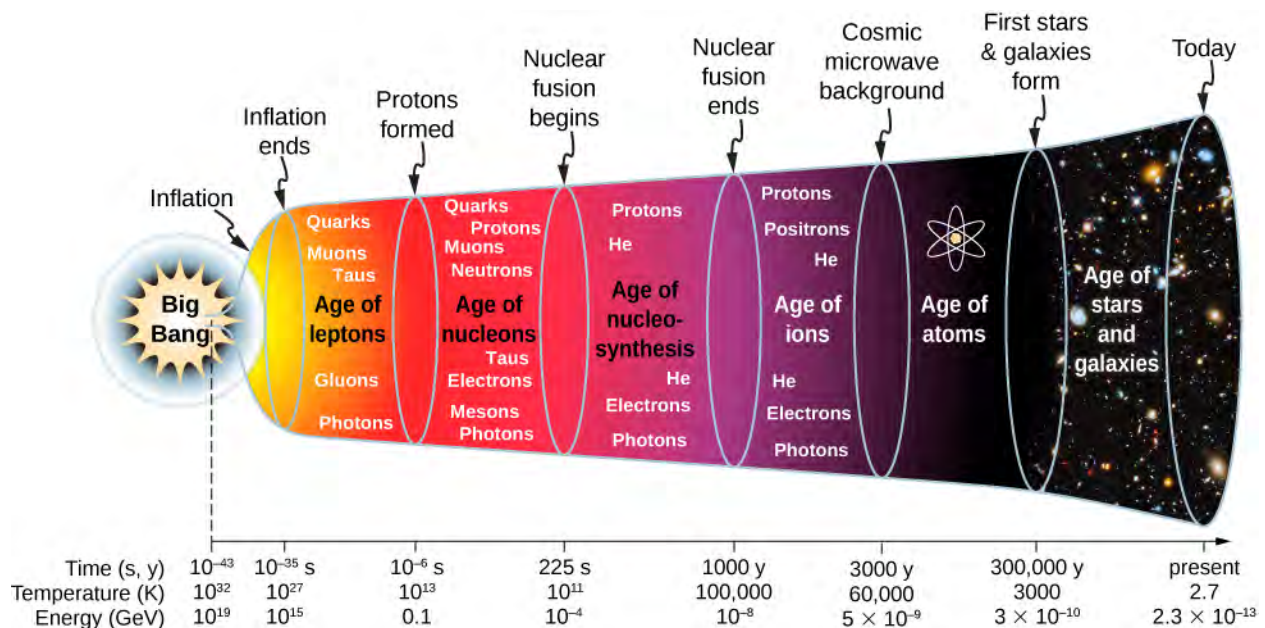 First stars
& galaxies
form
Cosmic
microwave
background
Today
Nuclear
fusion
begins
Nuclear
fusion
ends
Protons
formed
Inflation
ends
Inflation
Big
Bang
Quarks
Muons
Taus
Age of
leptons
Gluons
Photons
Quarks
Protons
Muons
Neutrons
Age of
nucleons
Taus
Electrons
Mesons
Photons
Protons
He
Age of
nucleo-
synthesis
He
Electrons
Photons
Protons
Positrons
He
Age of
ions
He
Electrons
Photons
Age of
atoms
Age of
stars
and
galaxies
Time (s, y) 10⁻⁴³ 10⁻³⁵ s 10⁻⁶ s 225 s 1000 y 3000 y 300,000 y present
Temperature (K) 10³² 10²⁷ 10¹³ 10¹¹ 100,000 60,000 3000 2.7
Energy (GeV) 10¹⁹ 10¹⁵ 0.1 10⁻⁴ 10⁻⁸ 5 × 10⁻⁹ 3 × 10⁻¹⁰ 2.3 × 10⁻¹³